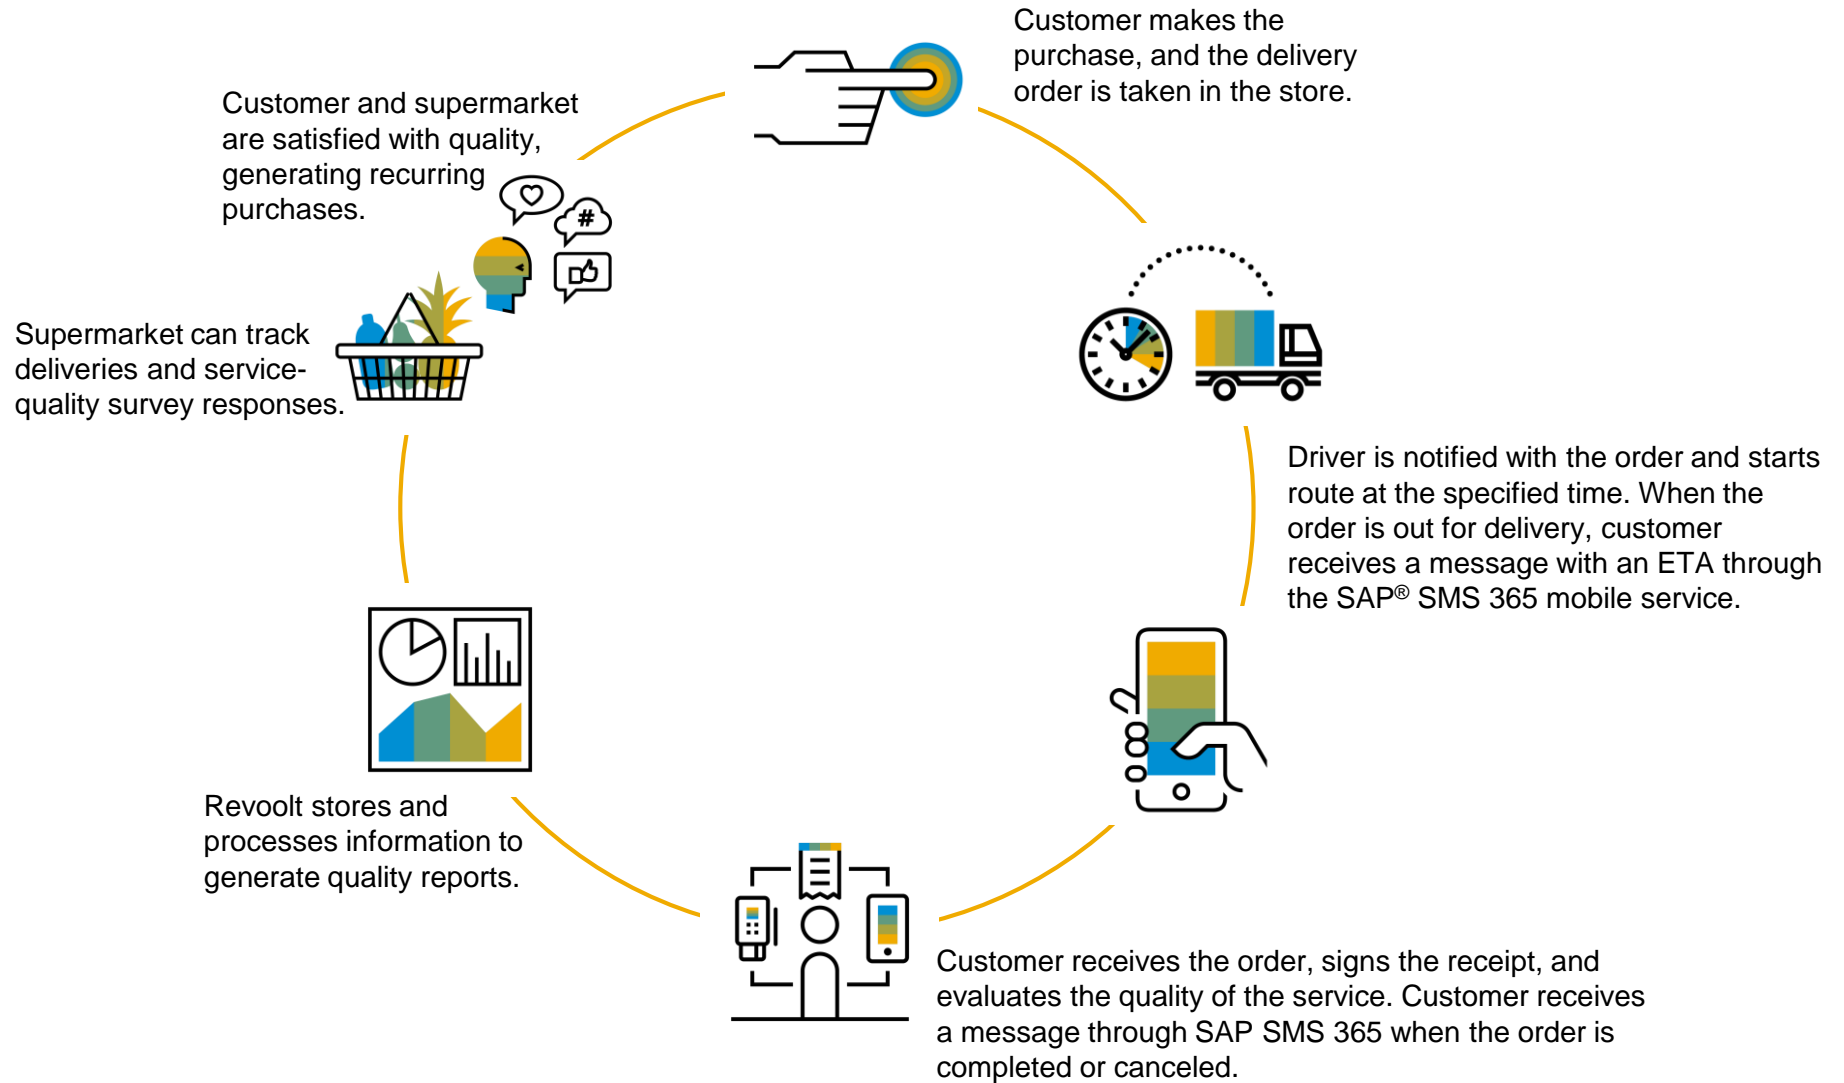 Customer makes the
purchase, and the delivery
order is taken in the store.
Driver is notified with the order and starts
route at the specified time. When the
order is out for delivery, customer
receives a message with an ETA through
the SAP® SMS 365 mobile service.
Customer receives the order, signs the receipt, and
evaluates the quality of the service. Customer receives
a message through SAP SMS 365 when the order is
completed or canceled.
Revoolt stores and
processes information to
generate quality reports.
Supermarket can track
deliveries and service-
quality survey responses.
Customer and supermarket
are satisfied with quality,
generating recurring
purchases.
#